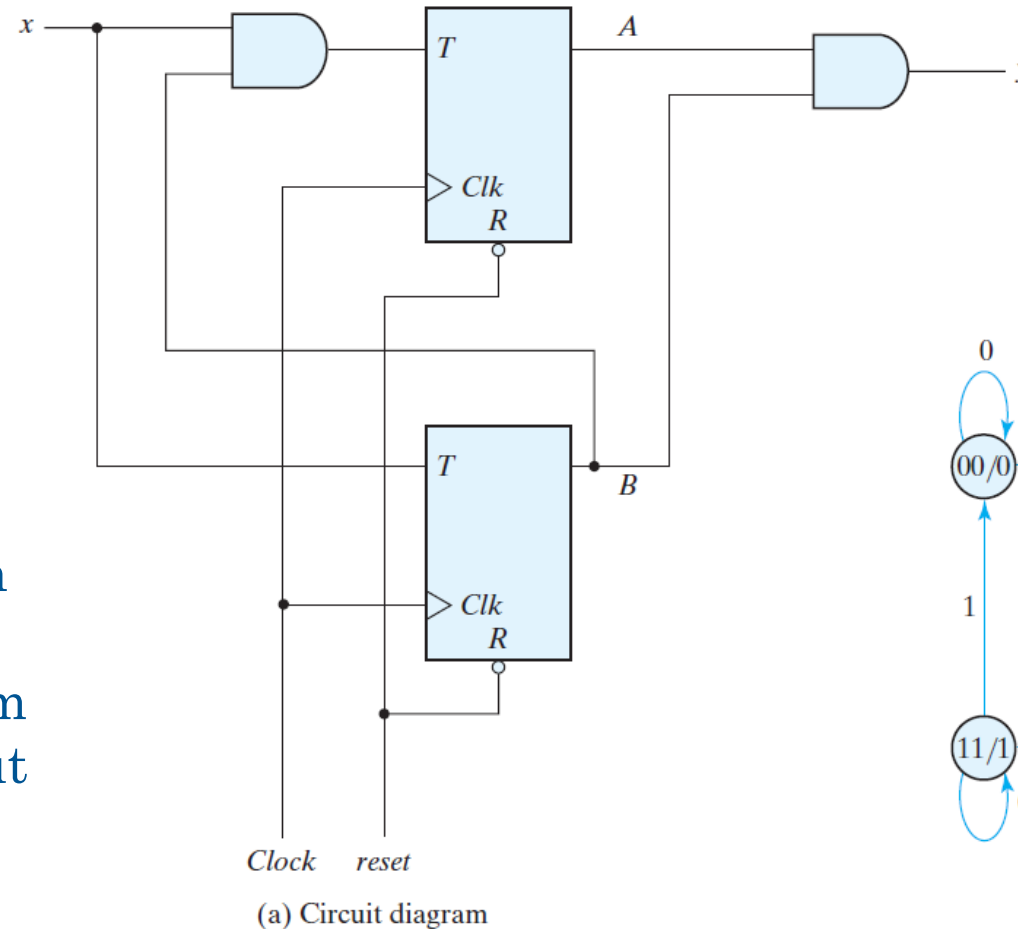 x
A
T
Clk
R
0
00/0
T
B
1
Clk
R
11/1
Clock reset
(a) Circuit diagram